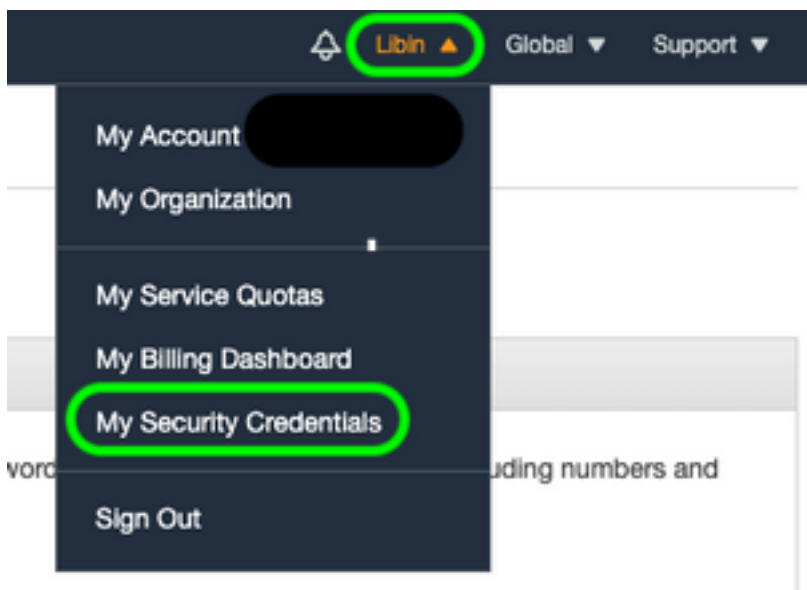 Libin ▲ Global ▼ Support ▼
My Account
My Organization
My Service Quotas
My Billing Dashboard
My Security Credentials
uding numbers and
Sign Out